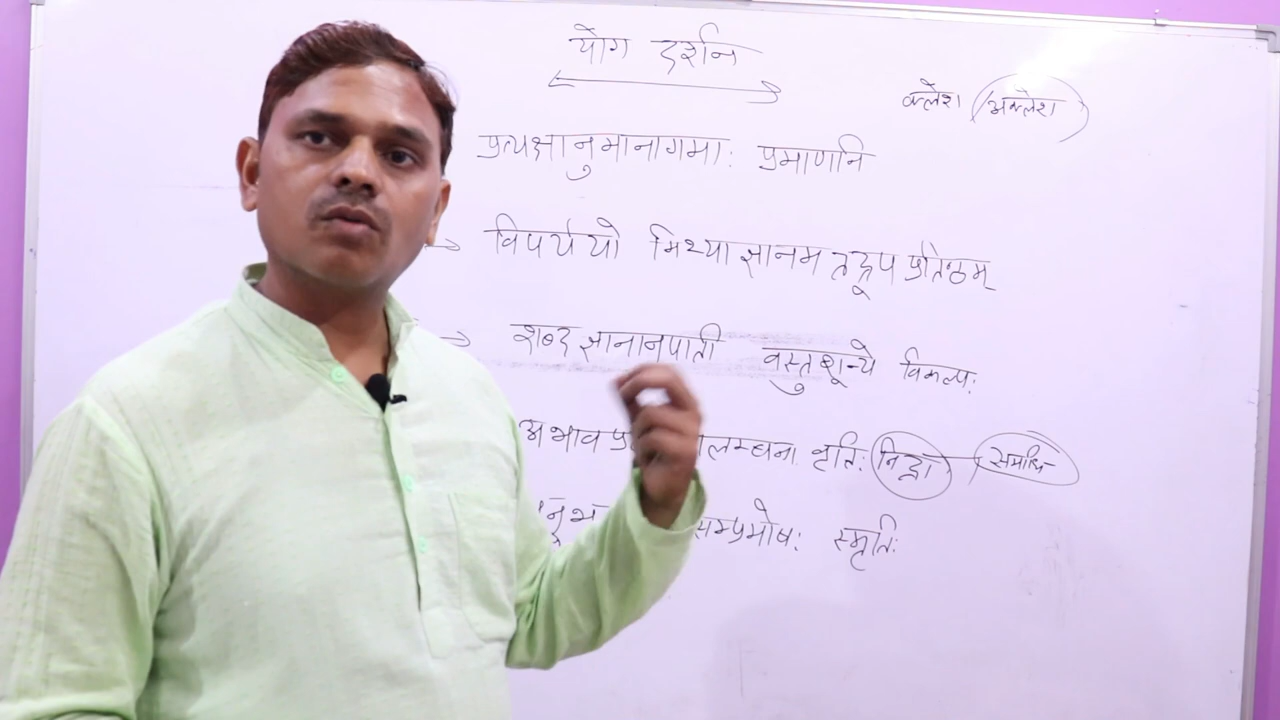 योग दर्शन
क्लेश (अक्लेश)
प्रत्यक्षानुमानागमाः प्रमाणानि
विपर्ययो मिथ्याज्ञानम तद्रूप प्रतिष्ठम्
शब्द ज्ञानानपाती वस्तुशून्ये विकल्पः
अभाव लम्बना वृत्तिः निद्रा समाधि
सम्प्रमोषः स्मृतिः